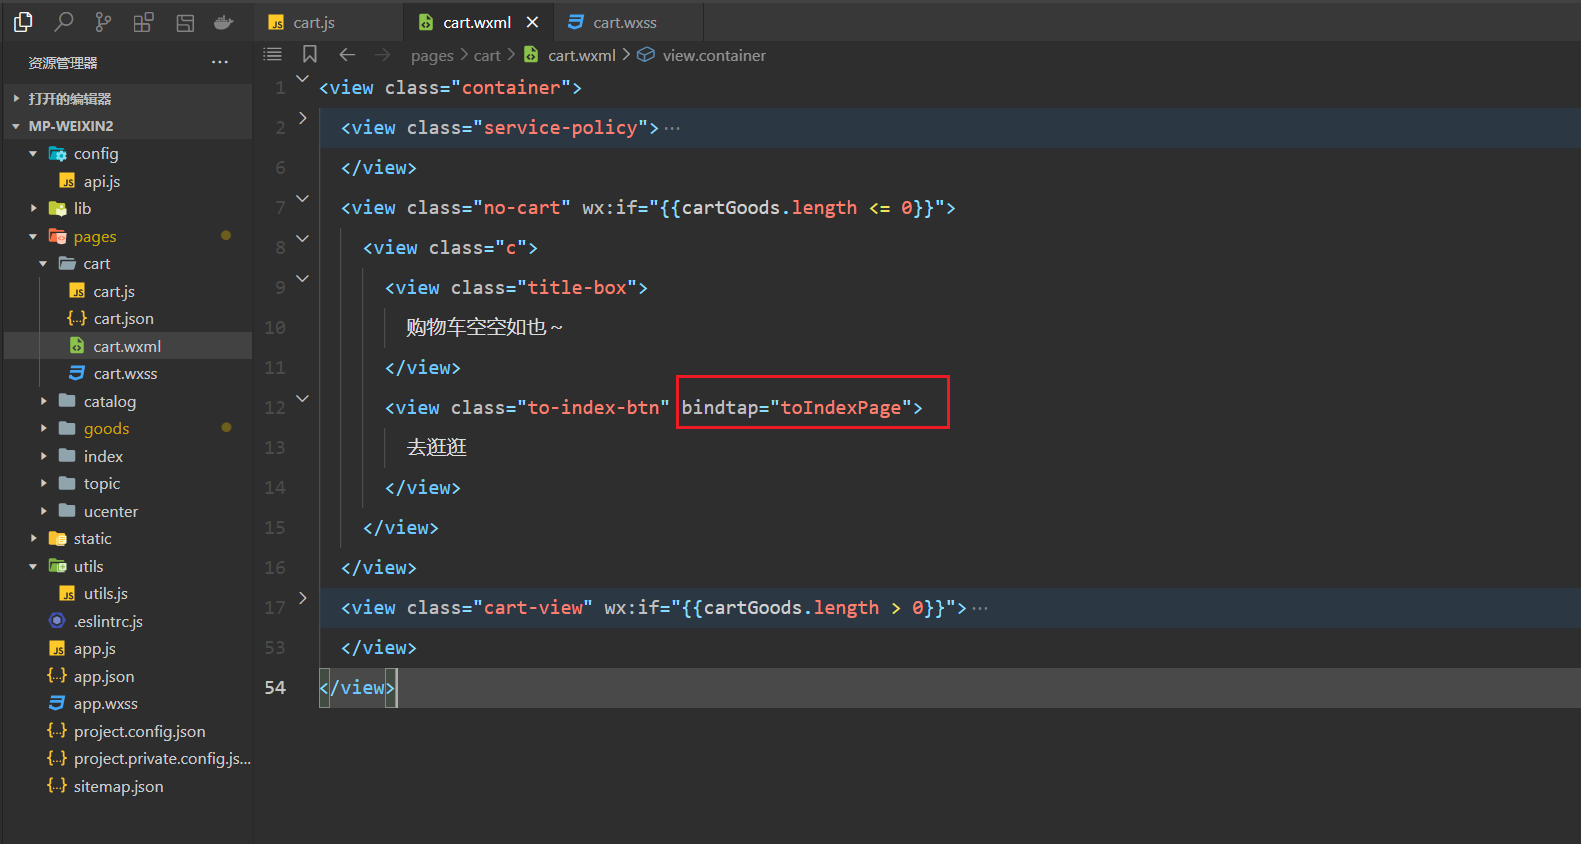 cart.js
cart.wxml
cart.wxss
资源管理器
pages > cart > cart.wxml > view.container
打开的编辑器
MP-WEIXIN2
config
api.js
lib
pages
cart
cart.js
cart.json
cart.wxml
cart.wxss
catalog
goods
index
topic
ucenter
static
utils
utils.js
.eslintrc.js
app.js
app.json
app.wxss
project.config.json
project.private.config.js...
sitemap.json
1 <view class="container">
2 <view class="service-policy">···
6 </view>
7 <view class="no-cart" wx:if="{{cartGoods.length <= 0}}">
8 <view class="c">
9 <view class="title-box">
10 购物车空空如也~
11 </view>
12 <view class="to-index-btn" bindtap="toIndexPage">
13 去逛逛
14 </view>
15 </view>
16 </view>
17 <view class="cart-view" wx:if="{{cartGoods.length > 0}}">···
53 </view>
54 </view>